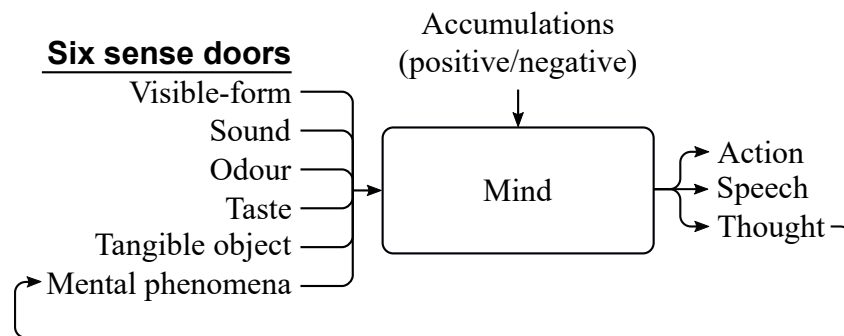 Accumulations
(positive/negative)
Six sense doors
Visible-form
Sound
Odour
Taste
Tangible object
Mental phenomena
Mind
Action
Speech
Thought